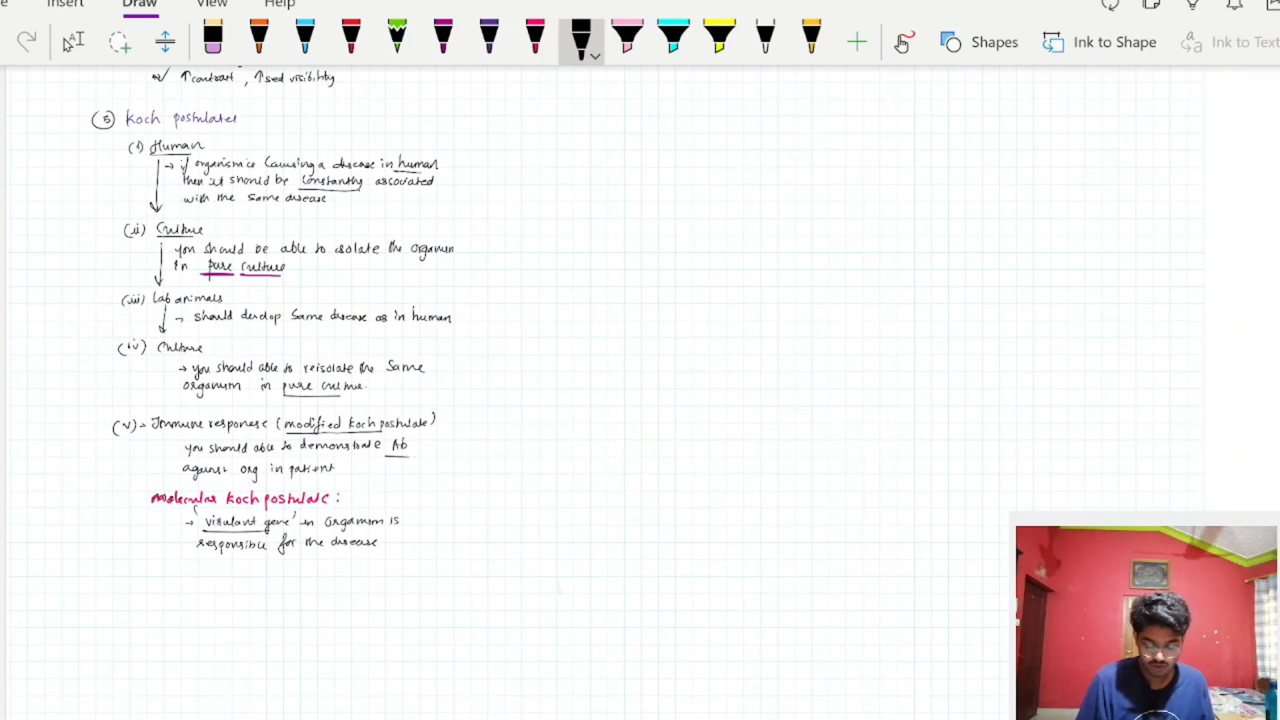 Insert Draw View Help
Shapes Ink to Shape Ink to Text
↑contrast, ↑sed visibility
(5) Koch postulates
(i) Human
→ if organism is causing a disease in human
then it should be constantly associated
with the same disease
(ii) Culture
you should be able to isolate the organism
in pure culture
(iii) Lab animals
→ should develop same disease as in human
(iv) Culture
→ you should able to reisolate the same
organism in pure culture.
(v) → Immune response (modified Koch postulate)
you should able to demonstrate Ab
against org in patient
molecular Koch postulate:
→ virulant gene' in organism is
responsible for the disease